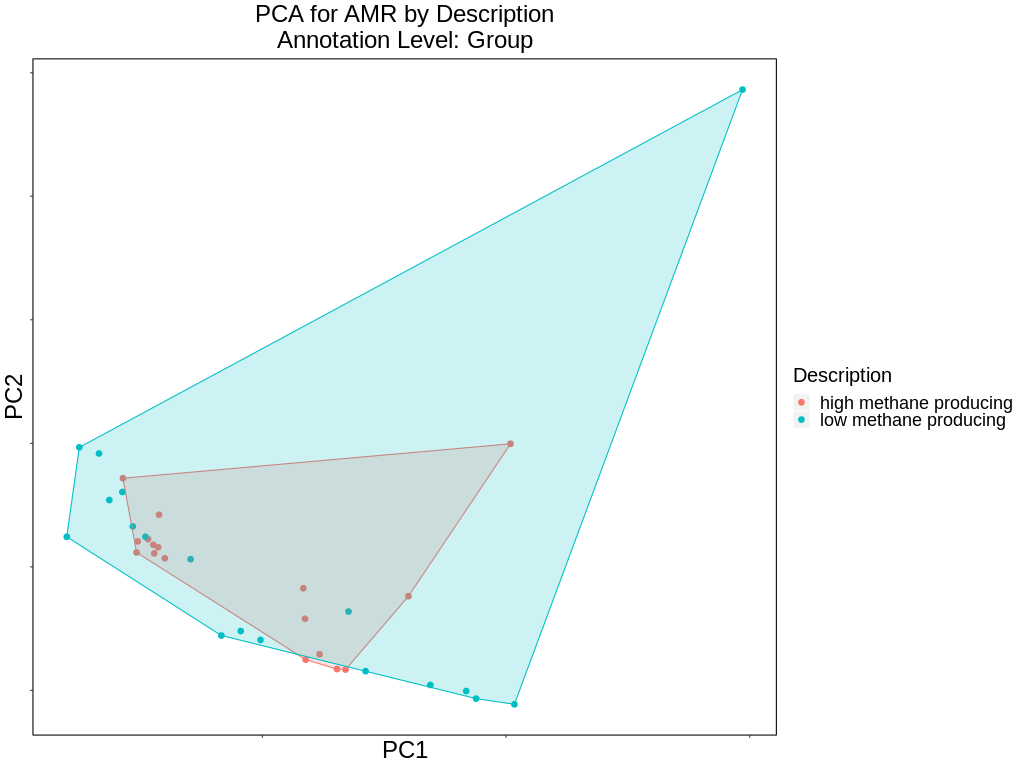 PCA for AMR by Description
Annotation Level: Group
PC2
Description
high methane producing
low methane producing
PC1